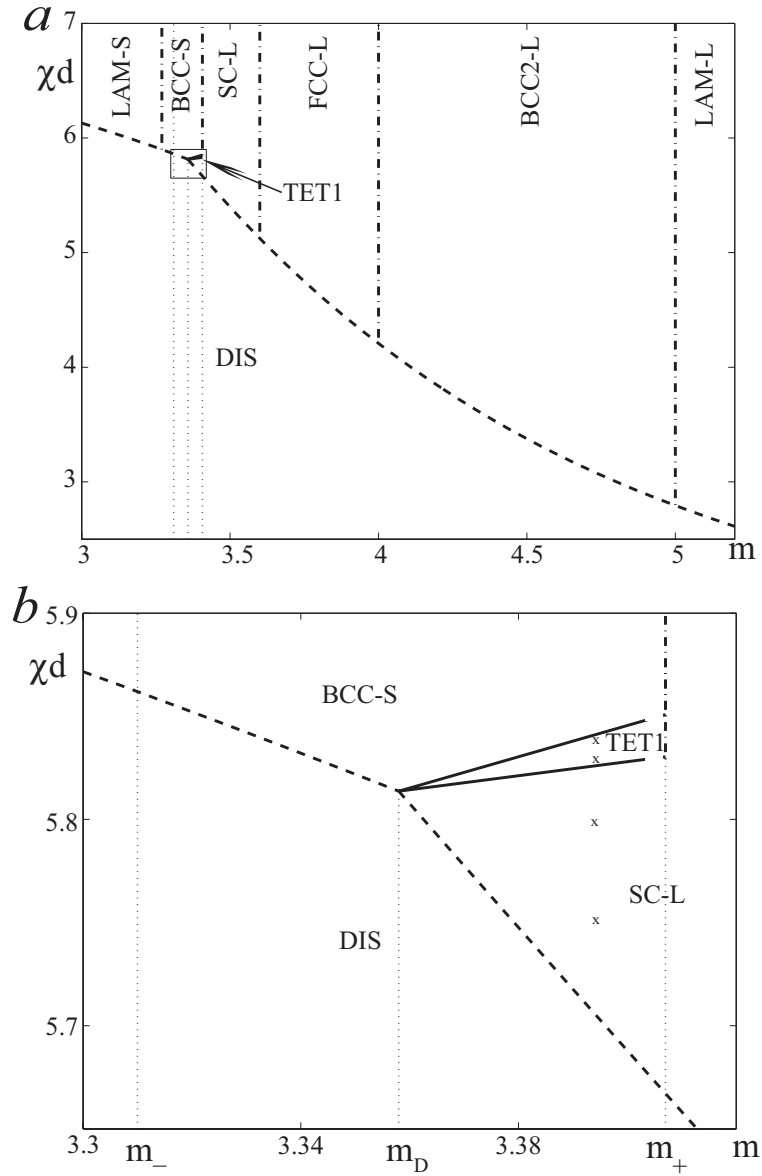 a
7
χd
6
5
4
3
LAM-S
BCC-S
SC-L
FCC-L
BCC2-L
LAM-L
TET1
DIS
3
3.5
4
4.5
5
m
b
5.9
χd
5.8
5.7
BCC-S
x
TET1
x
x
SC-L
x
DIS
3.3
m_
3.34
m_D
3.38
m_+
m